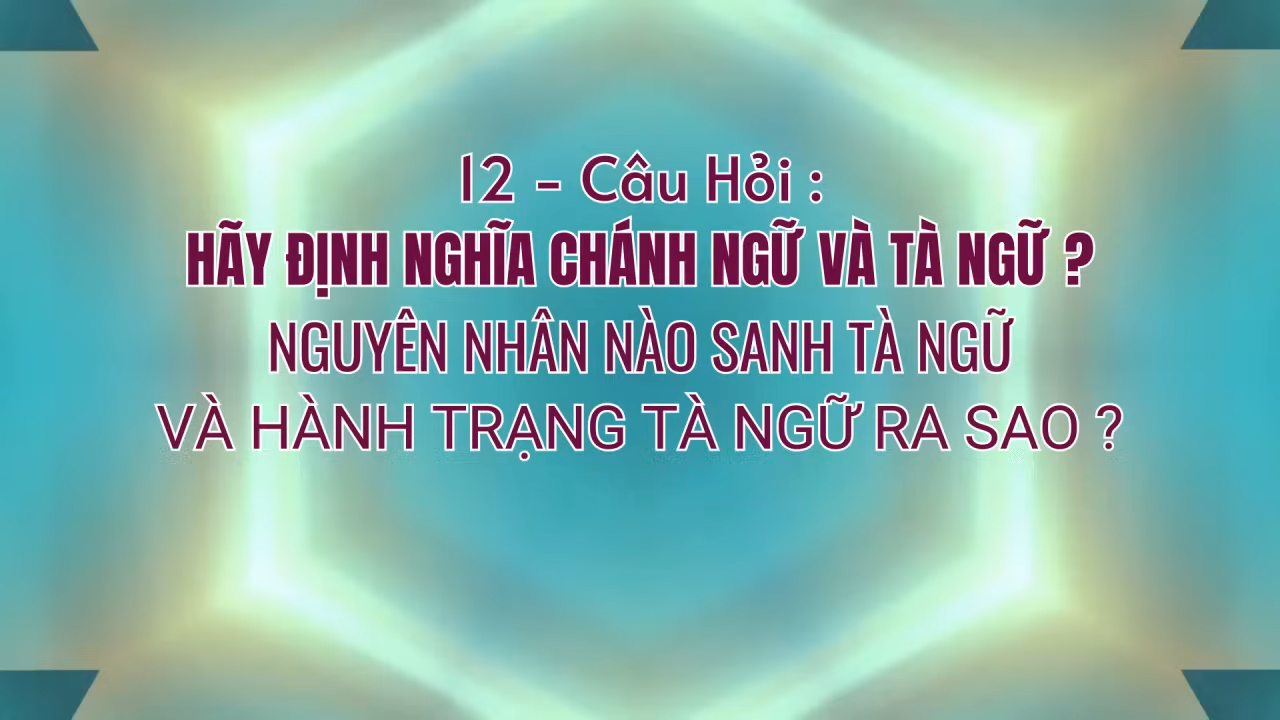 12 - Câu Hỏi :
HÃY ĐỊNH NGHĨA CHÁNH NGỮ VÀ TÀ NGỮ ?
NGUYÊN NHÂN NÀO SANH TÀ NGỮ
VÀ HÀNH TRẠNG TÀ NGỮ RA SAO ?